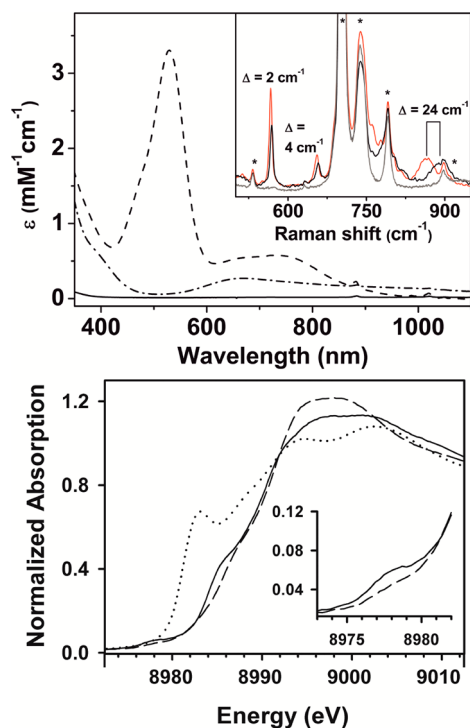 ε (mM⁻¹cm⁻¹)
3
2
1
0
400 600 800 1000
Wavelength (nm)
* * * * *
Δ = 2 cm⁻¹
Δ = 
4 cm⁻¹
Δ = 24 cm⁻¹
600 750 900
Raman shift (cm⁻¹)
Normalized Absorption
1.2
0.8
0.4
0.0
8980 8990 9000 9010
Energy (eV)
0.12
0.08
0.04
8975 8980